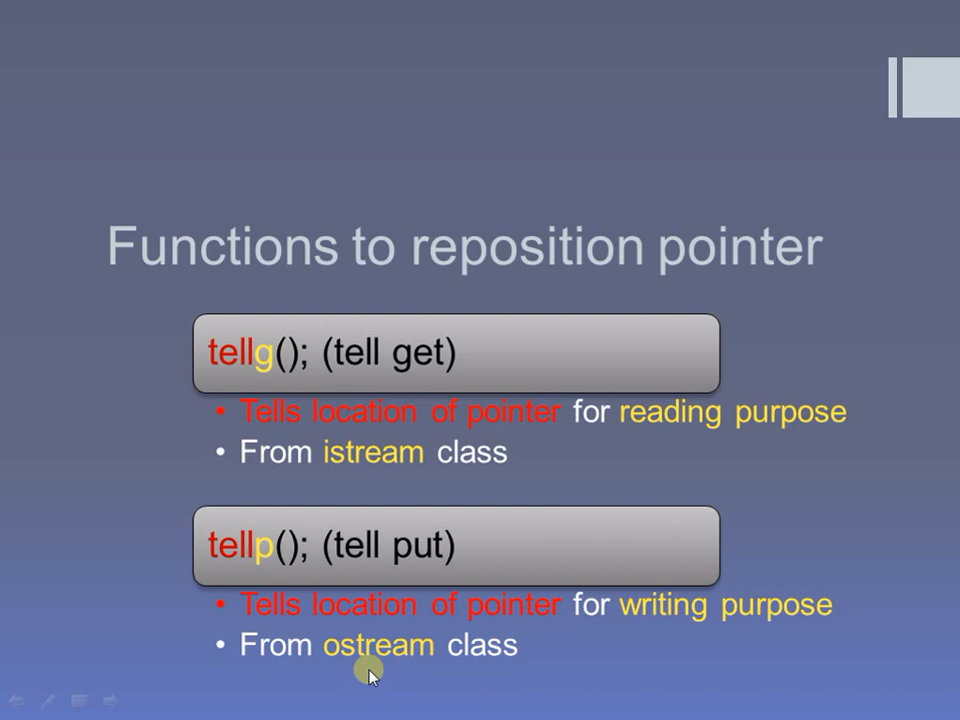 Functions to reposition pointer
tellg(); (tell get)
• Tells location of pointer for reading purpose
• From istream class
tellp(); (tell put)
• Tells location of pointer for writing purpose
• From ostream class